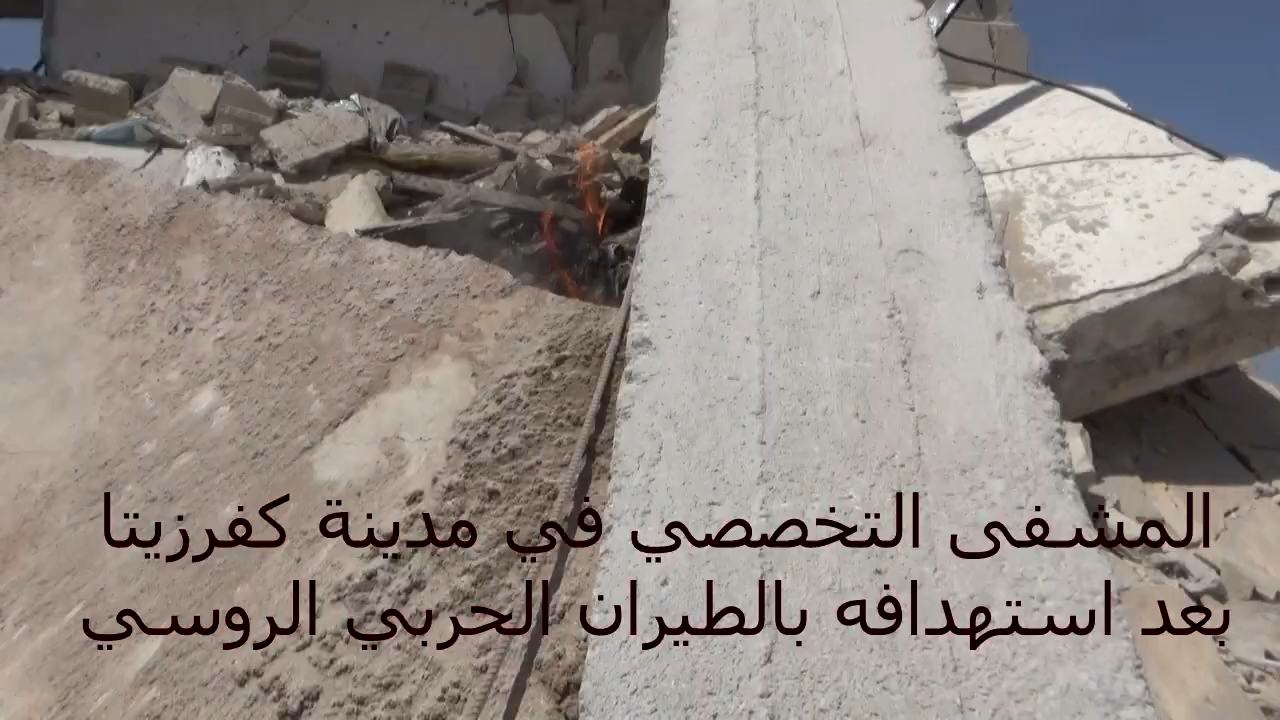 المشفى التخصصي في مدينة كفرزيتا
بعد استهدافه بالطيران الحربي الروسي